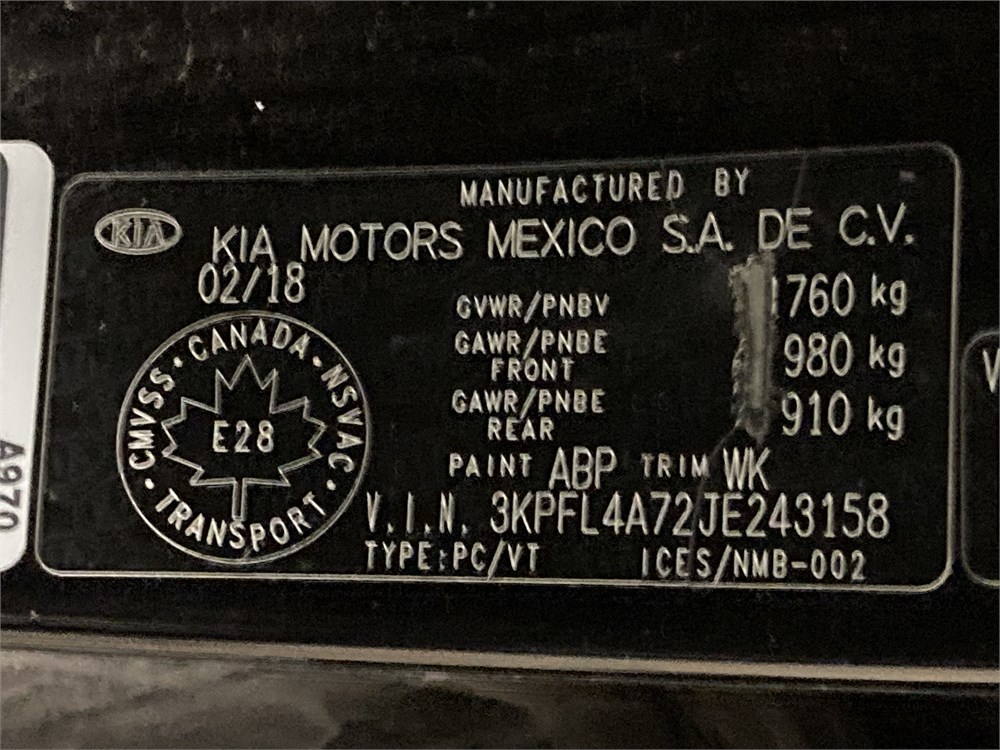 MANUFACTURED BY
KIA
KIA MOTORS MEXICO S.A. DE C.V.
02/18
GVWR/PNBV 1760 kg
GAWR/PNBE FRONT 980 kg
GAWR/PNBE REAR 910 kg
CMVSS · CANADA · NSVAC · TRANSPORT ·
E28
PAINT ABP TRIM WK
V.I.N. 3KPFL4A72JE243158
TYPE:PC/VT ICES/NMB-002
A970
V